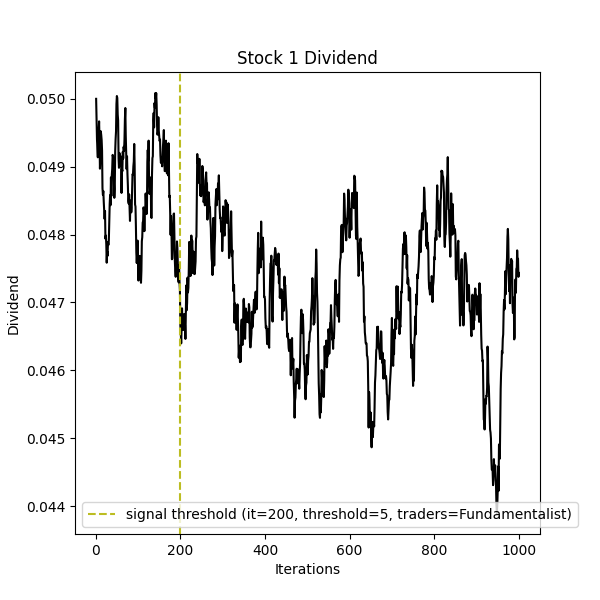 Stock 1 Dividend
Dividend
0.050
0.049
0.048
0.047
0.046
0.045
0.044
signal threshold (it=200, threshold=5, traders=Fundamentalist)
0 200 400 600 800 1000
Iterations